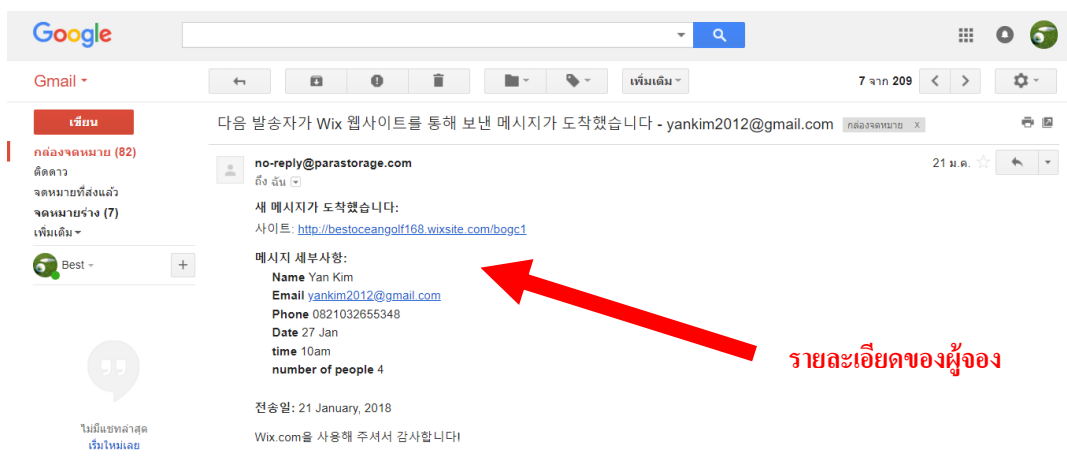 Google
Gmail
เพิ่มเติม
7 จาก 209
เขียน
กล่องจดหมาย (82)
ติดดาว
จดหมายที่ส่งแล้ว
จดหมายร่าง (7)
เพิ่มเติม
Best
+
ไม่มีแชทล่าสุด
เริ่มใหม่เลย
다음 발송자가 Wix 웹사이트를 통해 보낸 메시지가 도착했습니다 - yankim2012@gmail.com กล่องจดหมาย x
no-reply@parastorage.com 21 ม.ค.
ถึง ฉัน
새 메시지가 도착했습니다:
사이트: http://bestoceangolf168.wixsite.com/bogc1
메시지 세부사항:
Name Yan Kim
Email yankim2012@gmail.com
Phone 0821032655348
Date 27 Jan
time 10am
number of people 4
รายละเอียดของผู้จอง
전송일: 21 January, 2018
Wix.com을 사용해 주셔서 감사합니다!